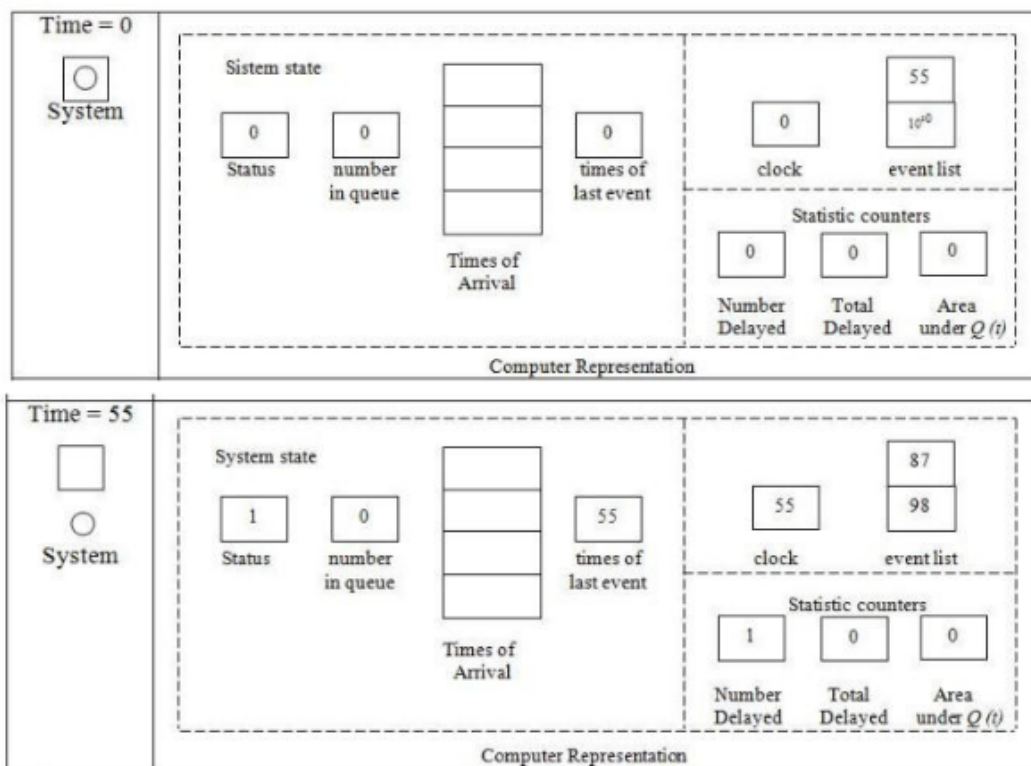 Time = 0
System
Sistem state
0
Status
0
number
in queue
Times of
Arrival
0
times of
last event
0
clock
55
10³⁰
event list
Statistic counters
0
Number
Delayed
0
Total
Delayed
0
Area
under Q (t)
Computer Representation
Time = 55
System
System state
1
Status
0
number
in queue
Times of
Arrival
55
times of
last event
55
clock
87
98
event list
Statistic counters
1
Number
Delayed
0
Total
Delayed
0
Area
under Q (t)
Computer Representation